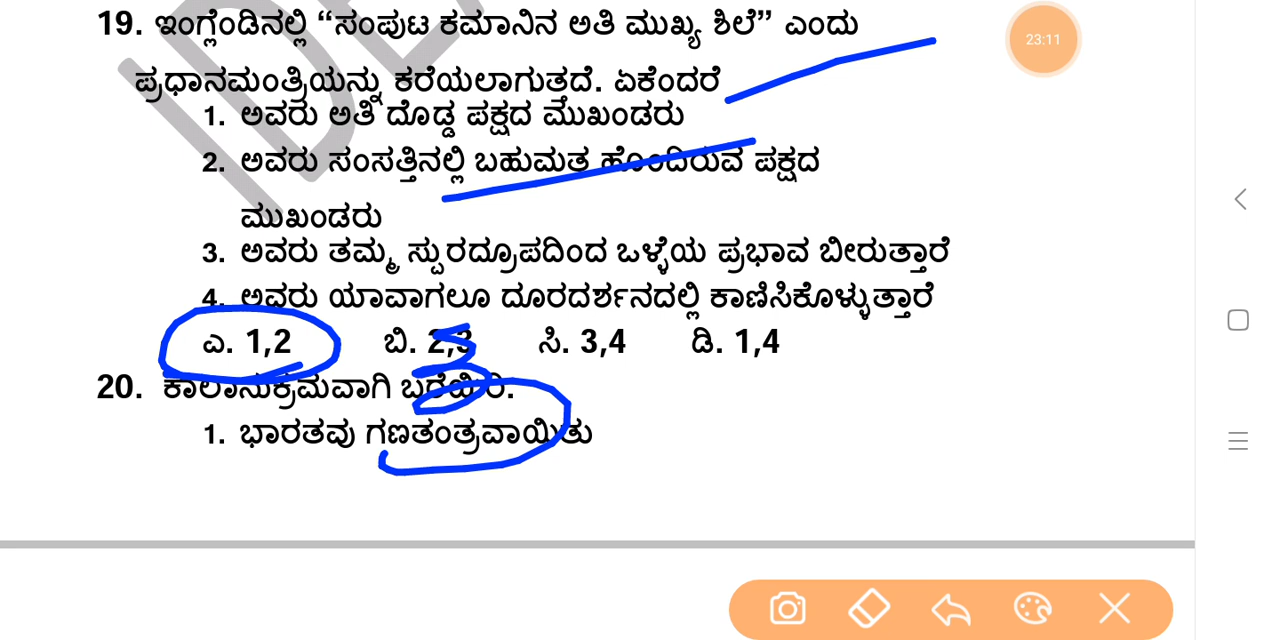 19. ಇಂಗ್ಲೆಂಡಿನಲ್ಲಿ “ಸಂಪುಟ ಕಮಾನಿನ ಅತಿ ಮುಖ್ಯ ಶಿಲೆ” ಎಂದು
23:11
ಪ್ರಧಾನಮಂತ್ರಿಯನ್ನು ಕರೆಯಲಾಗುತ್ತದೆ. ಏಕೆಂದರೆ
1. ಅವರು ಅತಿ ದೊಡ್ಡ ಪಕ್ಷದ ಮುಖಂಡರು
2. ಅವರು ಸಂಸತ್ತಿನಲ್ಲಿ ಬಹುಮತ ಹೊಂದಿರುವ ಪಕ್ಷದ
ಮುಖಂಡರು
3. ಅವರು ತಮ್ಮ ಸ್ಪುರದ್ರೂಪದಿಂದ ಒಳ್ಳೆಯ ಪ್ರಭಾವ ಬೀರುತ್ತಾರೆ
4. ಅವರು ಯಾವಾಗಲೂ ದೂರದರ್ಶನದಲ್ಲಿ ಕಾಣಿಸಿಕೊಳ್ಳುತ್ತಾರೆ
ಎ. 1,2 ಬಿ. 2,3 ಸಿ. 3,4 ಡಿ. 1,4
20. ಕಾಲಾನುಕ್ರಮವಾಗಿ ಬರೆಯಿರಿ.
1. ಭಾರತವು ಗಣತಂತ್ರವಾಯಿತು